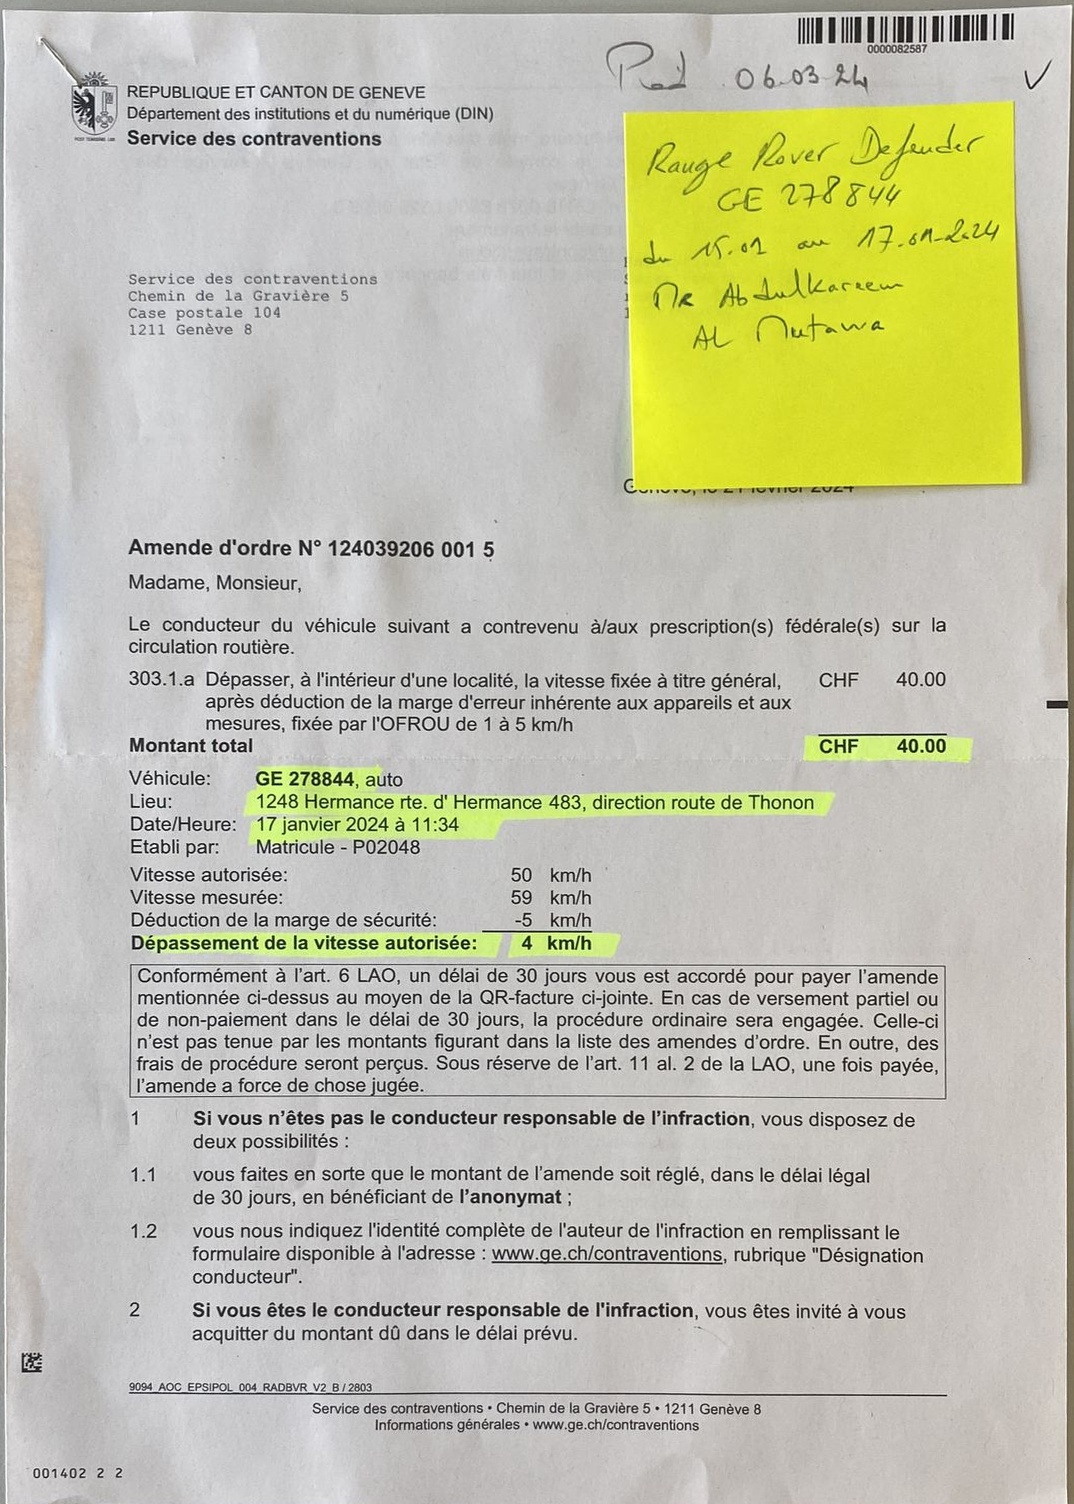 0000082587
06-03-24
REPUBLIQUE ET CANTON DE GENEVE
Département des institutions et du numérique (DIN)
Service des contraventions
Range Rover Defender
GE 278844
du 15.01 au 17.01-2024
Mr Abdulkareem
AL Mutawa
Service des contraventions
Chemin de la Gravière 5
Case postale 104
1211 Genève 8
Genève, le 21 février 2024
Amende d'ordre N° 124039206 001 5
Madame, Monsieur,
Le conducteur du véhicule suivant a contrevenu à/aux prescription(s) fédérale(s) sur la
circulation routière.
303.1.a Dépasser, à l'intérieur d'une localité, la vitesse fixée à titre général, CHF 40.00
après déduction de la marge d'erreur inhérente aux appareils et aux
mesures, fixée par l'OFROU de 1 à 5 km/h
Montant total CHF 40.00
Véhicule: GE 278844, auto
Lieu: 1248 Hermance rte. d' Hermance 483, direction route de Thonon
Date/Heure: 17 janvier 2024 à 11:34
Etabli par: Matricule - P02048
Vitesse autorisée: 50 km/h
Vitesse mesurée: 59 km/h
Déduction de la marge de sécurité: -5 km/h
Dépassement de la vitesse autorisée: 4 km/h
Conformément à l'art. 6 LAO, un délai de 30 jours vous est accordé pour payer l'amende
mentionnée ci-dessus au moyen de la QR-facture ci-jointe. En cas de versement partiel ou
de non-paiement dans le délai de 30 jours, la procédure ordinaire sera engagée. Celle-ci
n'est pas tenue par les montants figurant dans la liste des amendes d'ordre. En outre, des
frais de procédure seront perçus. Sous réserve de l'art. 11 al. 2 de la LAO, une fois payée,
l'amende a force de chose jugée.
1 Si vous n'êtes pas le conducteur responsable de l'infraction, vous disposez de
deux possibilités :
1.1 vous faites en sorte que le montant de l'amende soit réglé, dans le délai légal
de 30 jours, en bénéficiant de l'anonymat ;
1.2 vous nous indiquez l'identité complète de l'auteur de l'infraction en remplissant le
formulaire disponible à l'adresse : www.ge.ch/contraventions, rubrique "Désignation
conducteur".
2 Si vous êtes le conducteur responsable de l'infraction, vous êtes invité à vous
acquitter du montant dû dans le délai prévu.
9094_AOC_EPSIPOL_004_RADBVR_V2_B / 2803
Service des contraventions • Chemin de la Gravière 5 • 1211 Genève 8
Informations générales • www.ge.ch/contraventions
001402 2 2